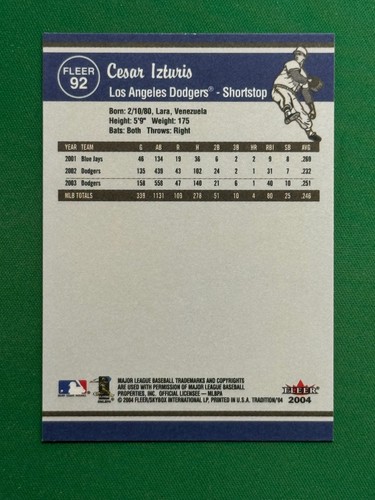 FLEER
92
Cesar Izturis
Los Angeles Dodgers® - Shortstop
Born: 2/10/80, Lara, Venezuela
Height: 5'9" Weight: 175
Bats: Both Throws: Right
YEAR TEAM G AB R H 2B 3B HR RBI SB AVG
2001 Blue Jays 46 134 19 36 6 2 2 9 8 .269
2002 Dodgers 135 439 43 102 24 2 1 31 7 .232
2003 Dodgers 158 558 47 140 21 6 1 40 10 .251
MLB TOTALS 339 1131 109 278 51 10 4 80 25 .246
MAJOR LEAGUE BASEBALL TRADEMARKS AND COPYRIGHTS
ARE USED WITH PERMISSION OF MAJOR LEAGUE BASEBALL
PROPERTIES, INC. OFFICIAL LICENSEE — MLBPA
© 2004 FLEER/SKYBOX INTERNATIONAL LP, PRINTED IN U.S.A. TRADITION/'04
FLEER
2004